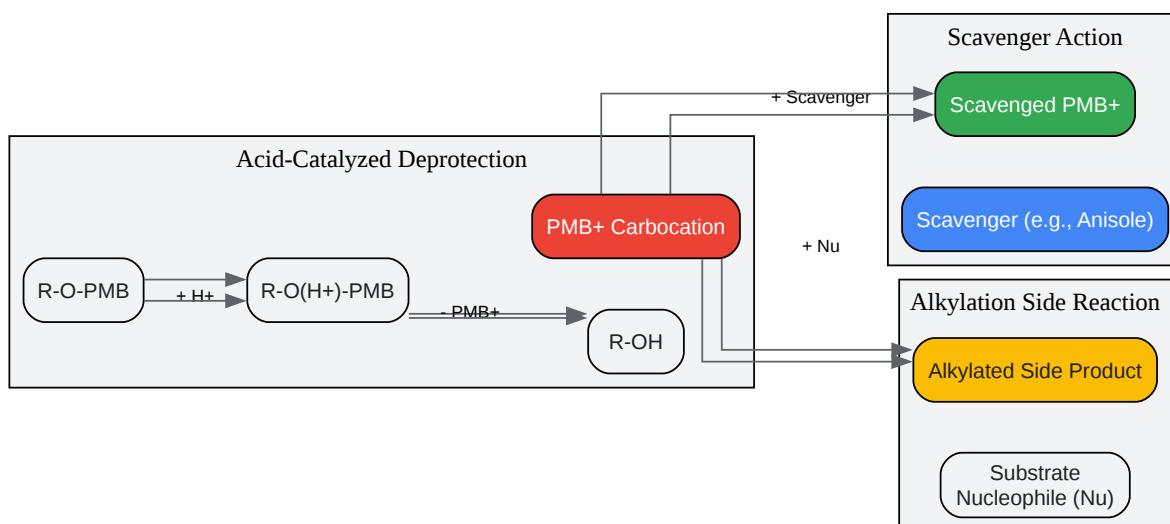 Scavenger Action
Scavenged PMB+
+ Scavenger
Scavenger (e.g., Anisole)
Acid-Catalyzed Deprotection
PMB+ Carbocation
+ Nu
R-O-PMB
+ H+
R-O(H+)-PMB
- PMB+
R-OH
Alkylation Side Reaction
Alkylated Side Product
Substrate
Nucleophile (Nu)